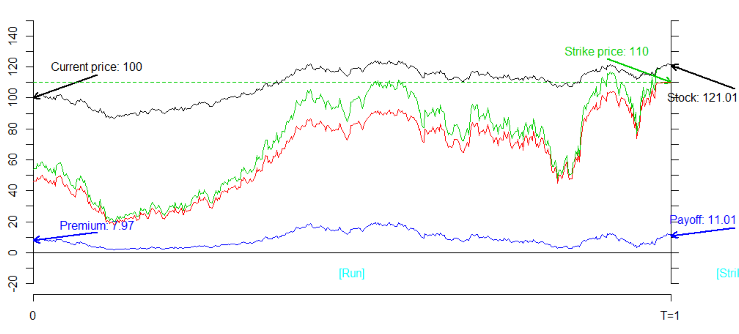 140
120
100
80
60
40
20
0
-20
Current price: 100
Strike price: 110
Stock: 121.01
Premium: 7.97
Payoff: 11.01
[Run]
[Stri
0
T=1